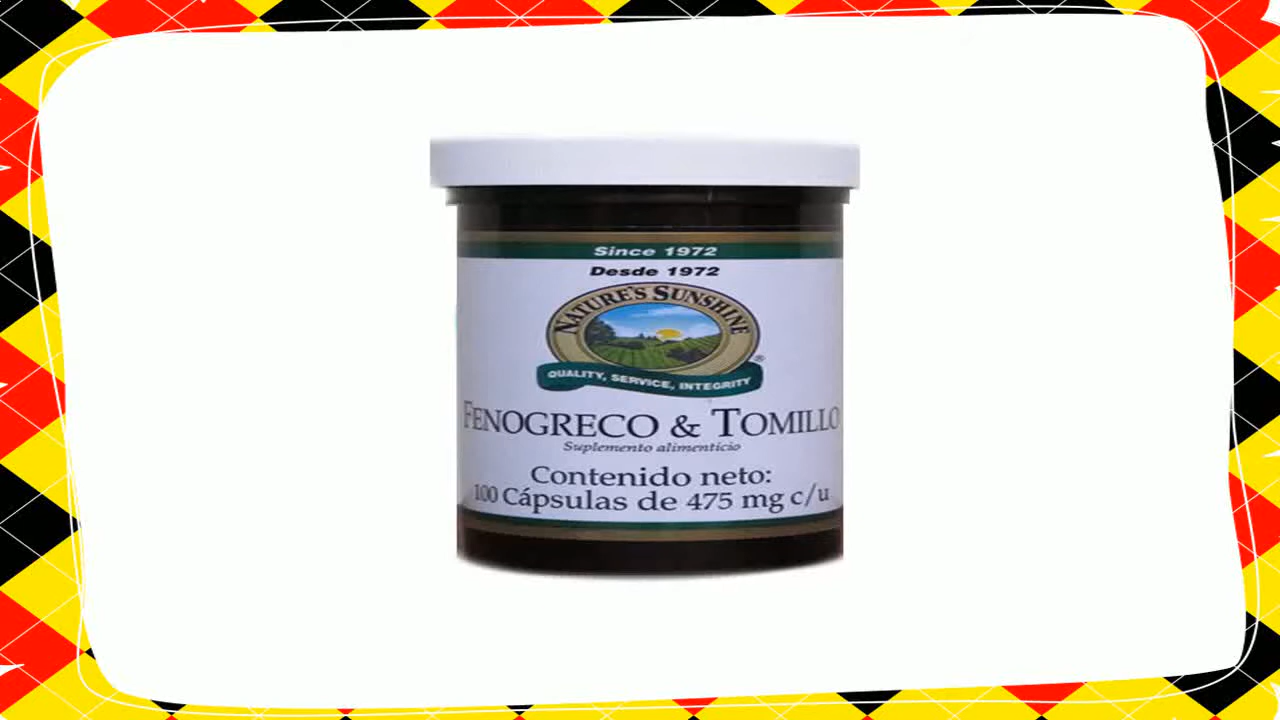 Since 1972
Desde 1972
NATURE'S SUNSHINE
®
QUALITY, SERVICE, INTEGRITY
FENOGRECO & TOMILLO
Suplemento alimenticio
Contenido neto:
100 Cápsulas de 475 mg c/u